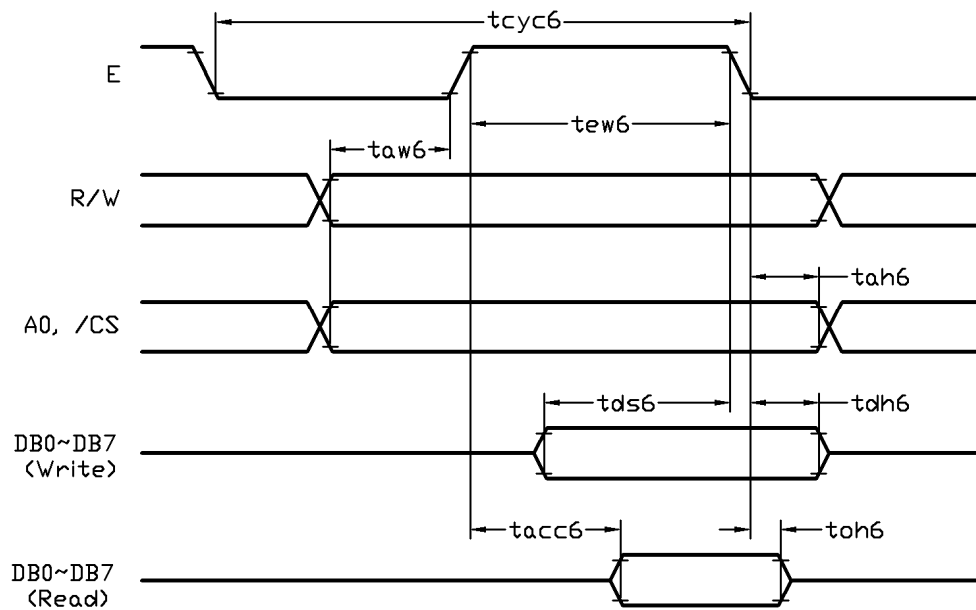 tcyc6
E
tew6
taw6
R/W
tah6
A0, /CS
tds6
tdh6
DB0~DB7
(Write)
tacc6
toh6
DB0~DB7
(Read)